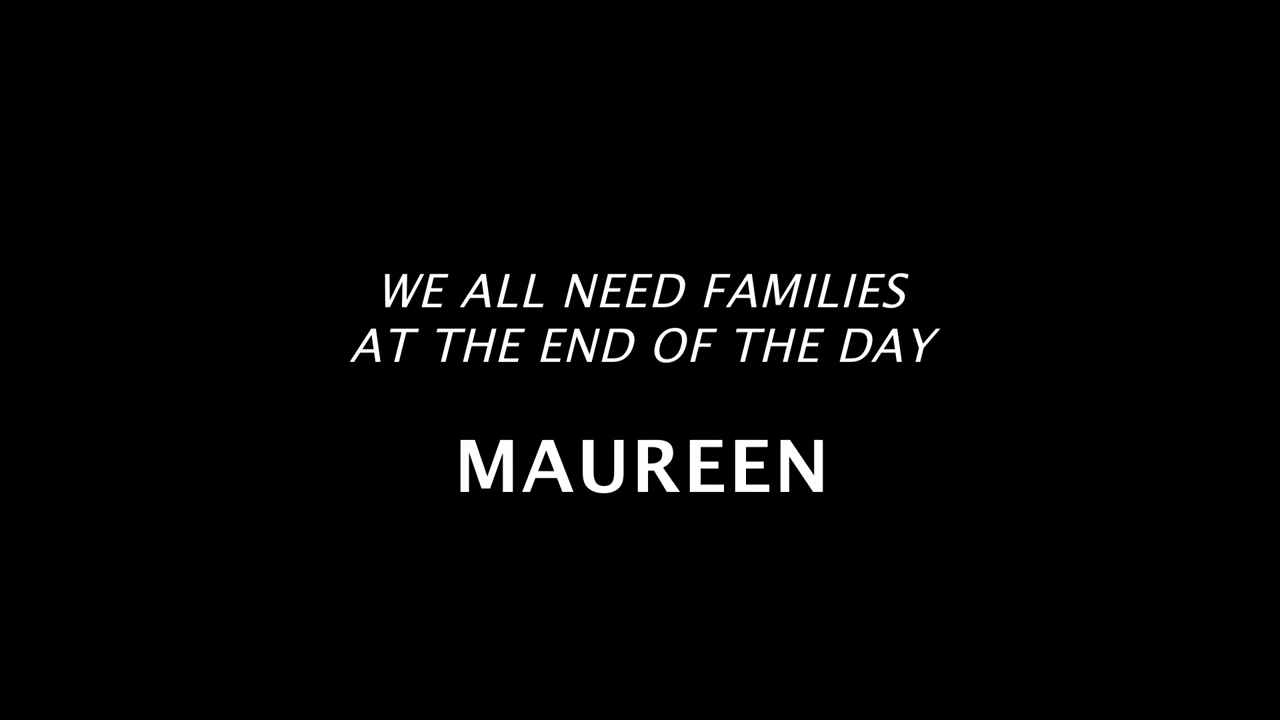 WE ALL NEED FAMILIES
AT THE END OF THE DAY
MAUREEN